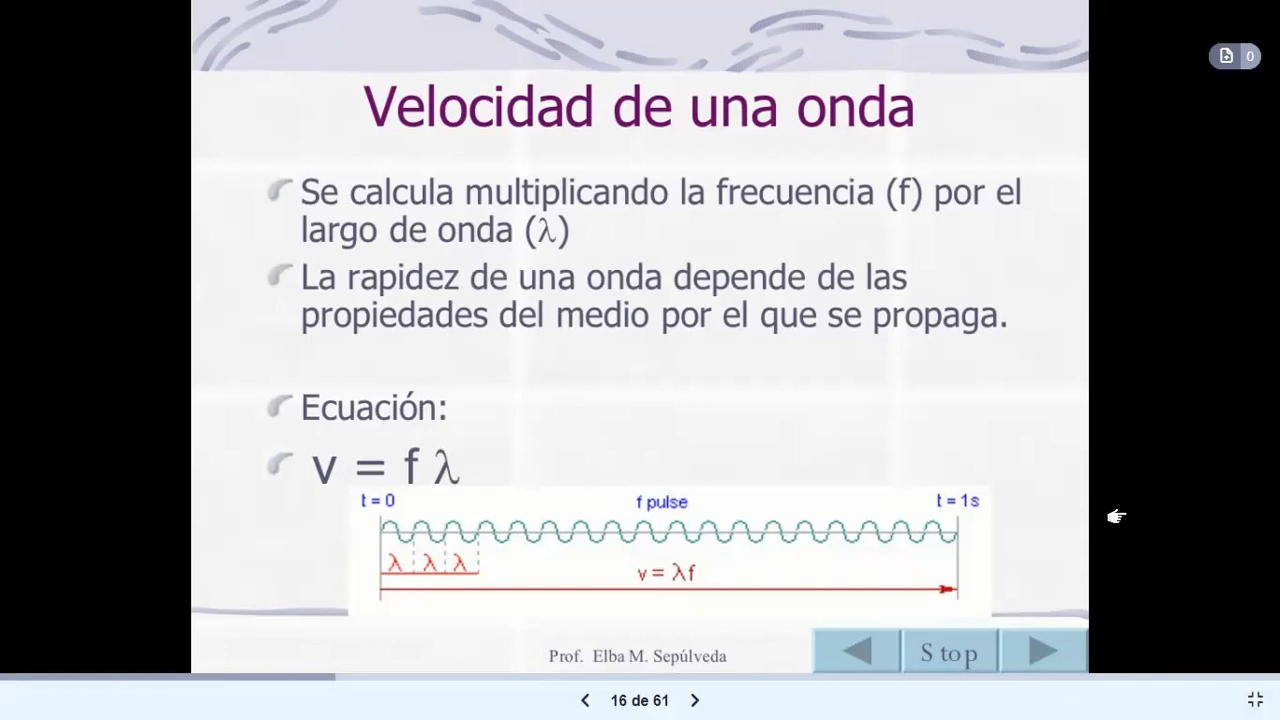 0
Velocidad de una onda
Se calcula multiplicando la frecuencia (f) por el
largo de onda (λ)
La rapidez de una onda depende de las
propiedades del medio por el que se propaga.
Ecuación:
v = f λ
t = 0 f pulse t = 1s
λ λ λ
v = λ f
Prof. Elba M. Sepúlveda
Stop
16 de 61